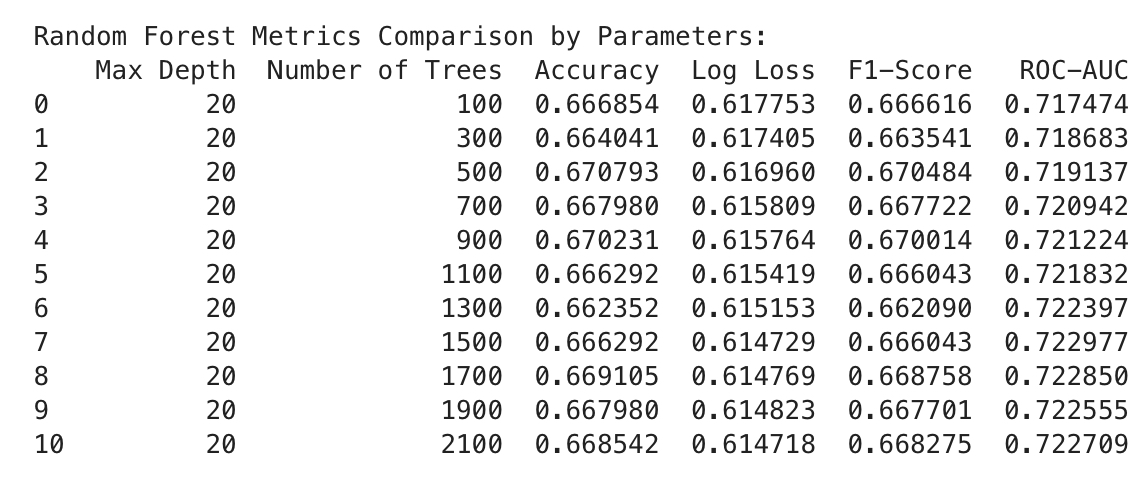 Random Forest Metrics Comparison by Parameters:
    Max Depth  Number of Trees  Accuracy  Log Loss  F1-Score   ROC-AUC
0          20              100  0.666854  0.617753  0.666616  0.717474
1          20              300  0.664041  0.617405  0.663541  0.718683
2          20              500  0.670793  0.616960  0.670484  0.719137
3          20              700  0.667980  0.615809  0.667722  0.720942
4          20              900  0.670231  0.615764  0.670014  0.721224
5          20             1100  0.666292  0.615419  0.666043  0.721832
6          20             1300  0.662352  0.615153  0.662090  0.722397
7          20             1500  0.666292  0.614729  0.666043  0.722977
8          20             1700  0.669105  0.614769  0.668758  0.722850
9          20             1900  0.667980  0.614823  0.667701  0.722555
10         20             2100  0.668542  0.614718  0.668275  0.722709